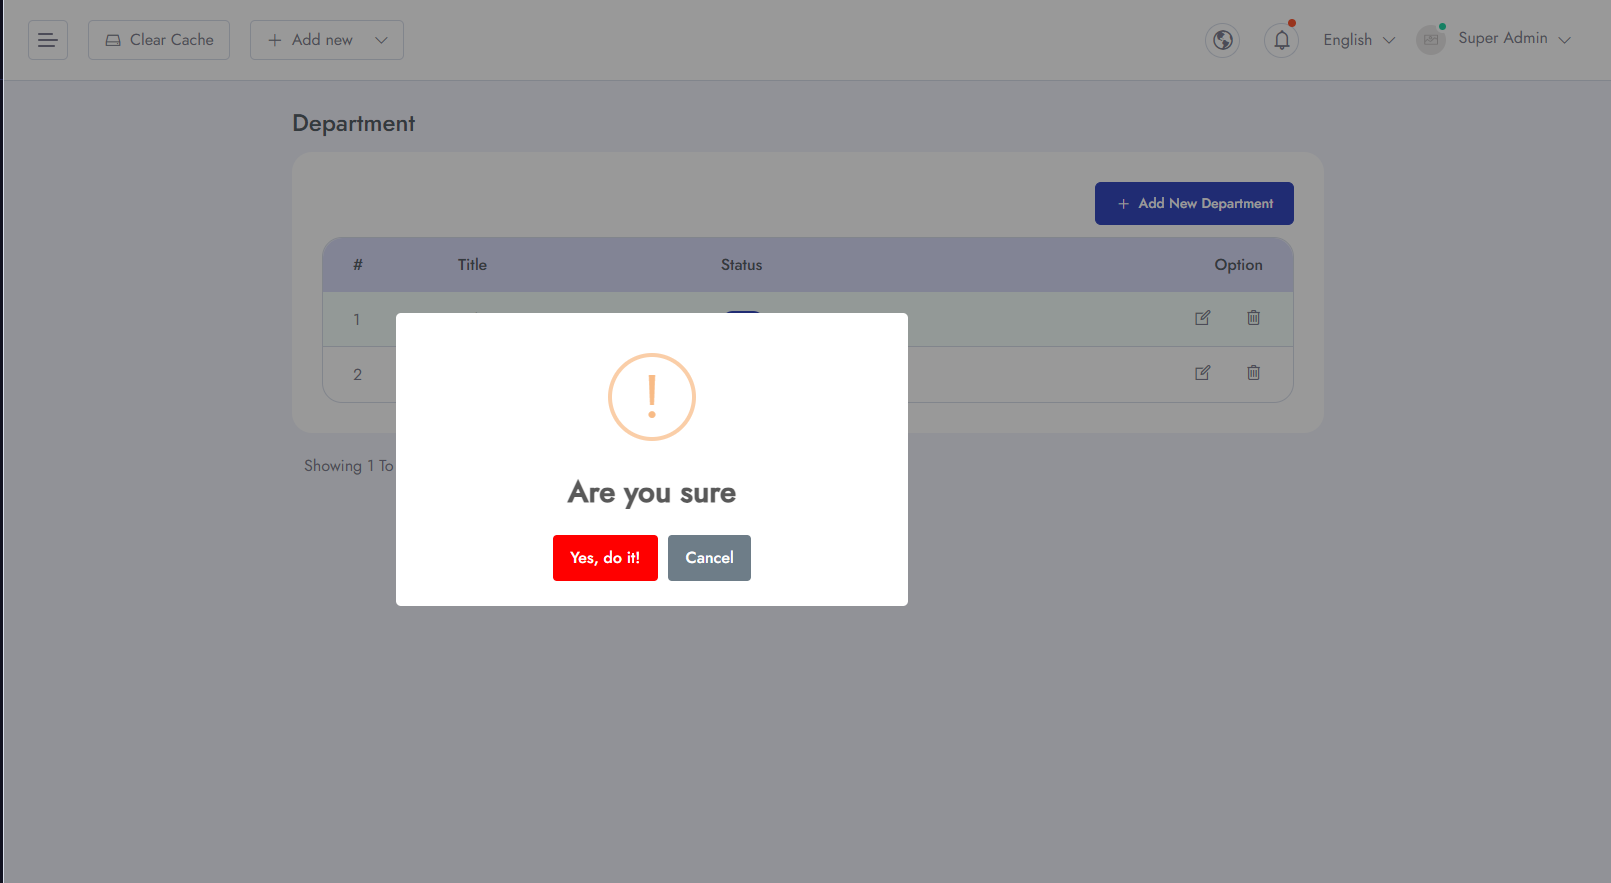 Clear Cache
Add new
English
Super Admin
Department
Add New Department
# Title Status Option
1
2
Showing 1 To
!
Are you sure
Yes, do it!
Cancel